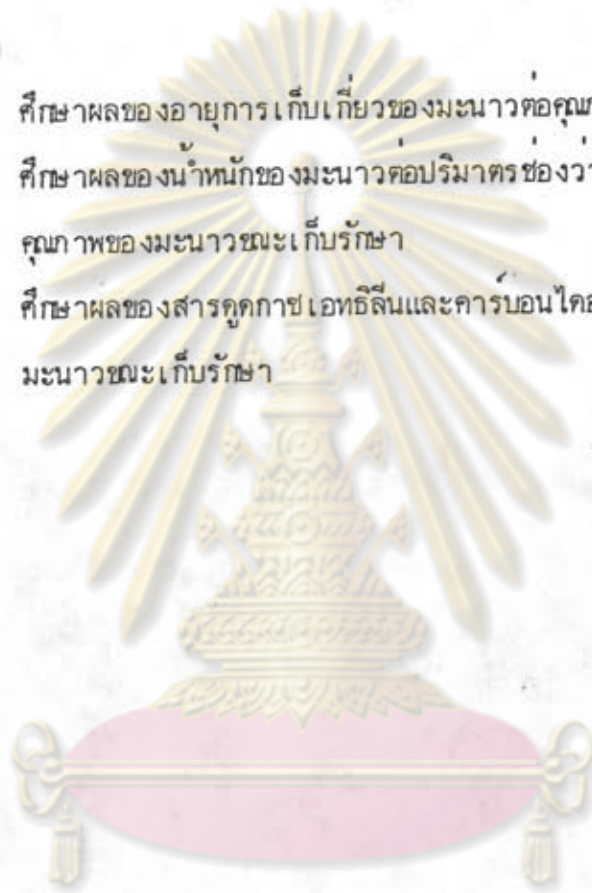 ศึกษาผลของอายุการเก็บเกี่ยวของมะนาวต่อคุณภ
ศึกษาผลของน้ำหนักของมะนาวต่อปริมาตรช่องว่า
คุณภาพของมะนาวขณะเก็บรักษา
ศึกษาผลของสารดูดกาซเอทธิลีนและคาร์บอนไดอ
มะนาวขณะเก็บรักษา